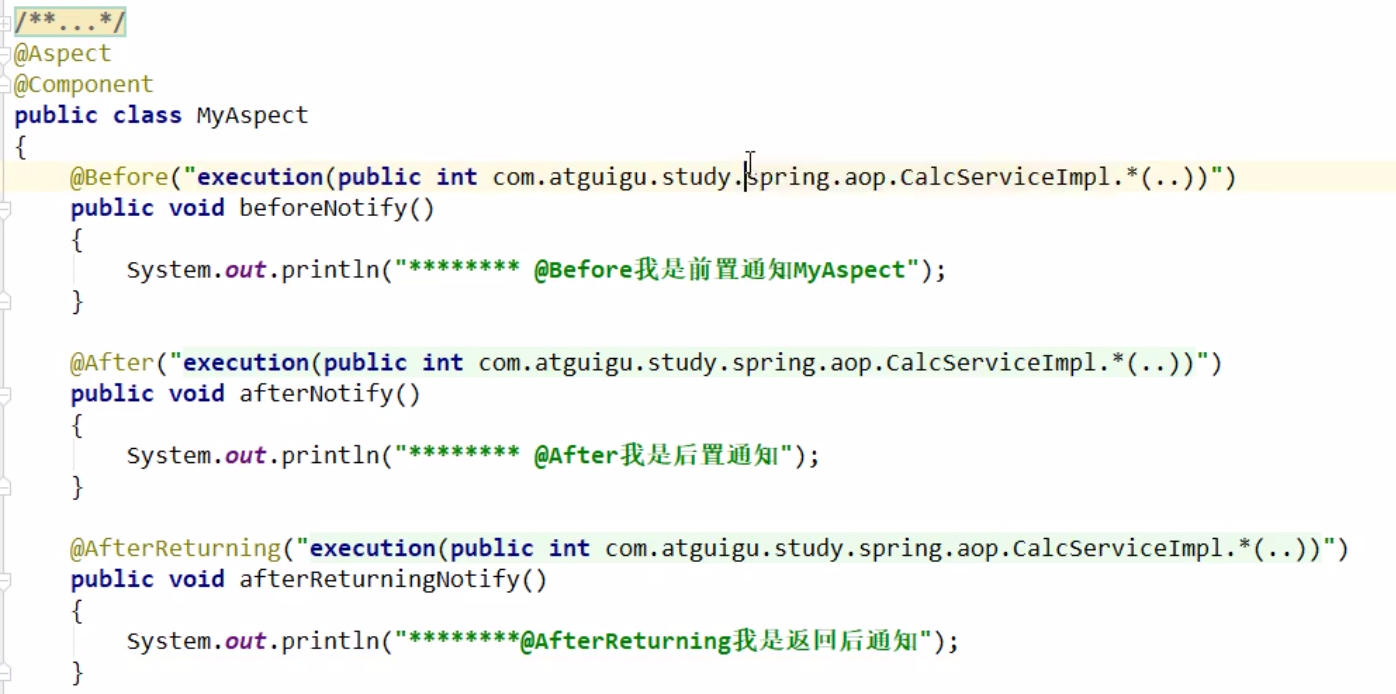 /**...*/
@Aspect
@Component
public class MyAspect
{
@Before("execution(public int com.atguigu.study.spring.aop.CalcServiceImpl.*(..))")
public void beforeNotify()
{
System.out.println("******** @Before我是前置通知MyAspect");
}
@After("execution(public int com.atguigu.study.spring.aop.CalcServiceImpl.*(..))")
public void afterNotify()
{
System.out.println("******** @After我是后置通知");
}
@AfterReturning("execution(public int com.atguigu.study.spring.aop.CalcServiceImpl.*(..))")
public void afterReturningNotify()
{
System.out.println("********@AfterReturning我是返回后通知");
}